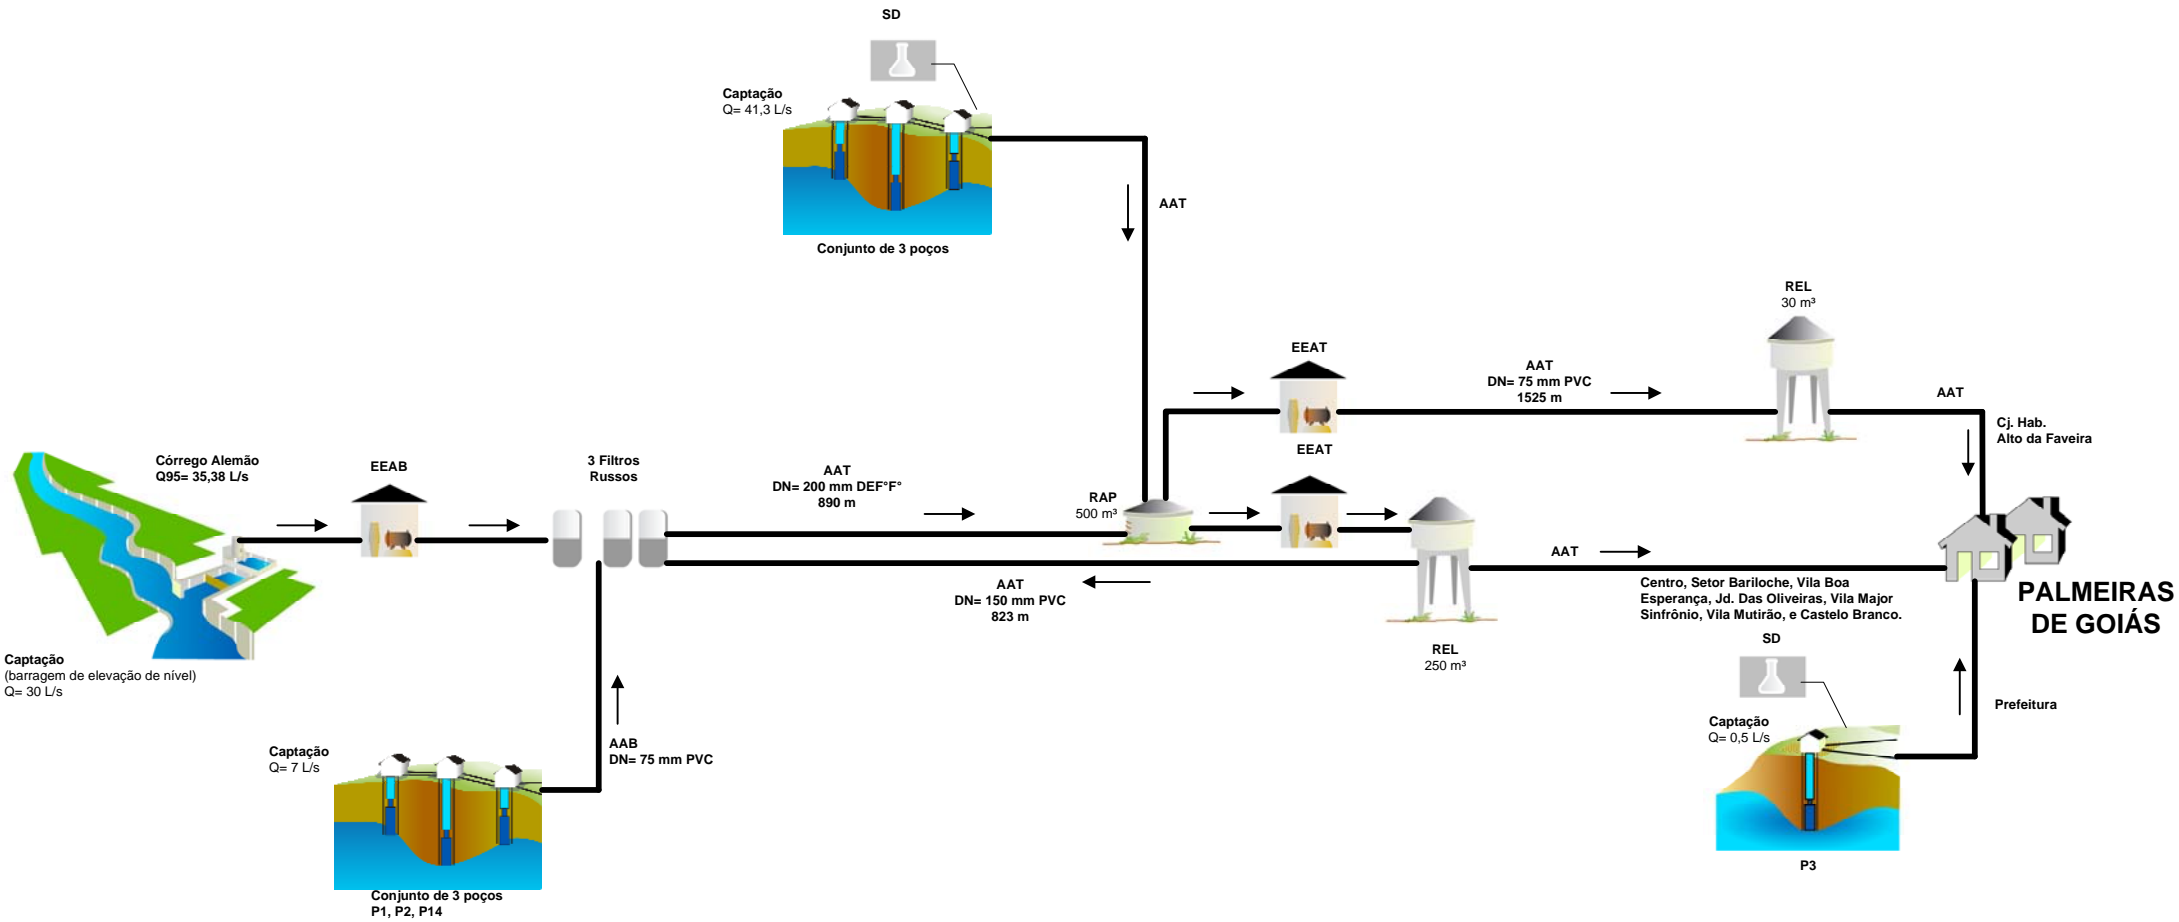 SD
Captação
Q= 41,3 L/s
AAT
Conjunto de 3 poços
REL
30 m³
EEAT
AAT
DN= 75 mm PVC
1525 m
AAT
Cj. Hab.
Alto da Faveira
Córrego Alemão
Q95= 35,38 L/s
EEAB
3 Filtros
Russos
AAT
DN= 200 mm DEF°F°
890 m
RAP
500 m³
EEAT
AAT
AAT
DN= 150 mm PVC
823 m
Centro, Setor Bariloche, Vila Boa
Esperança, Jd. Das Oliveiras, Vila Major
Sinfrônio, Vila Mutirão, e Castelo Branco.
PALMEIRAS
DE GOIÁS
REL
250 m³
SD
Captação
(barragem de elevação de nível)
Q= 30 L/s
Captação
Q= 7 L/s
AAB
DN= 75 mm PVC
Captação
Q= 0,5 L/s
Prefeitura
P3
Conjunto de 3 poços
P1, P2, P14